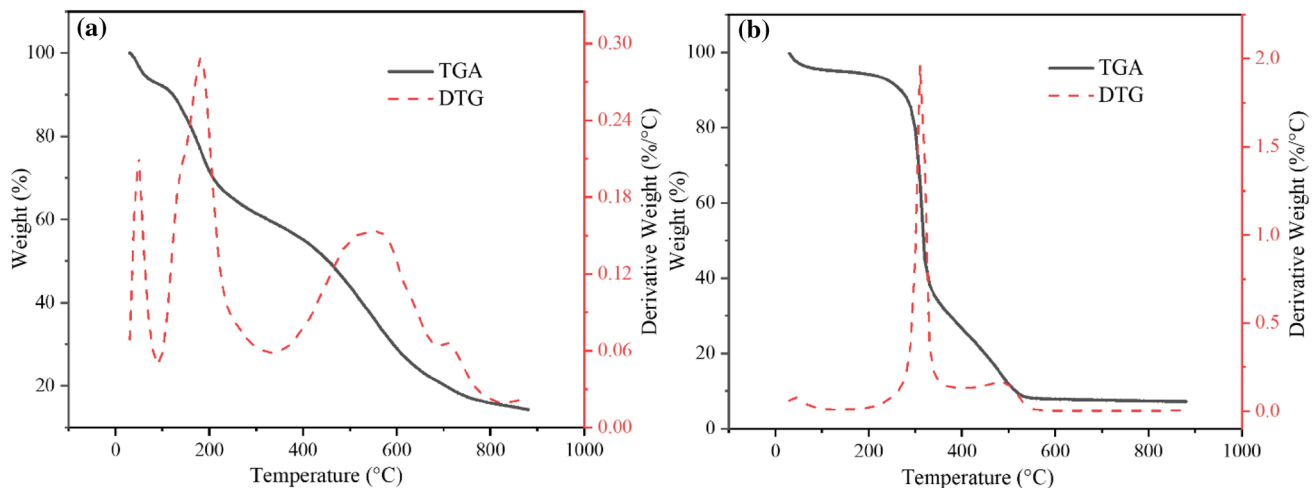 (a)
TGA
DTG
100
80
60
40
20
0.30
0.24
0.18
0.12
0.06
0.00
0
200
400
600
800
1000
Weight (%)
Temperature (°C)
Derivative Weight (%/°C)
(b)
TGA
DTG
100
80
60
40
20
0
2.0
1.5
1.0
0.5
0.0
0
200
400
600
800
1000
Weight (%)
Temperature (°C)
Derivative Weight (%/°C)